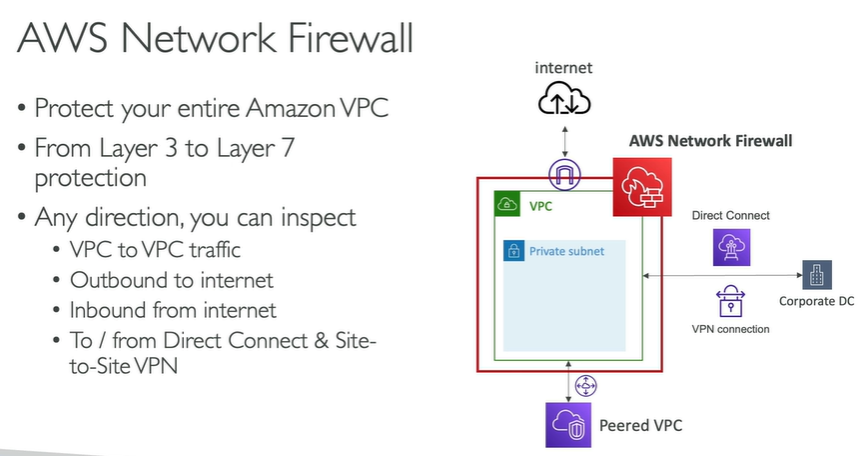 AWS Network Firewall
• Protect your entire Amazon VPC
• From Layer 3 to Layer 7
protection
• Any direction, you can inspect
• VPC to VPC traffic
• Outbound to internet
• Inbound from internet
• To / from Direct Connect & Site-
to-Site VPN
internet
AWS Network Firewall
VPC
Private subnet
Direct Connect
Corporate DC
VPN connection
Peered VPC